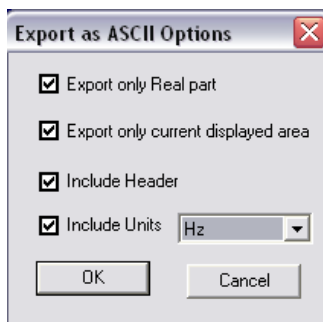 Export as ASCII Options
Export only Real part
Export only current displayed area
Include Header
Include Units Hz
OK Cancel